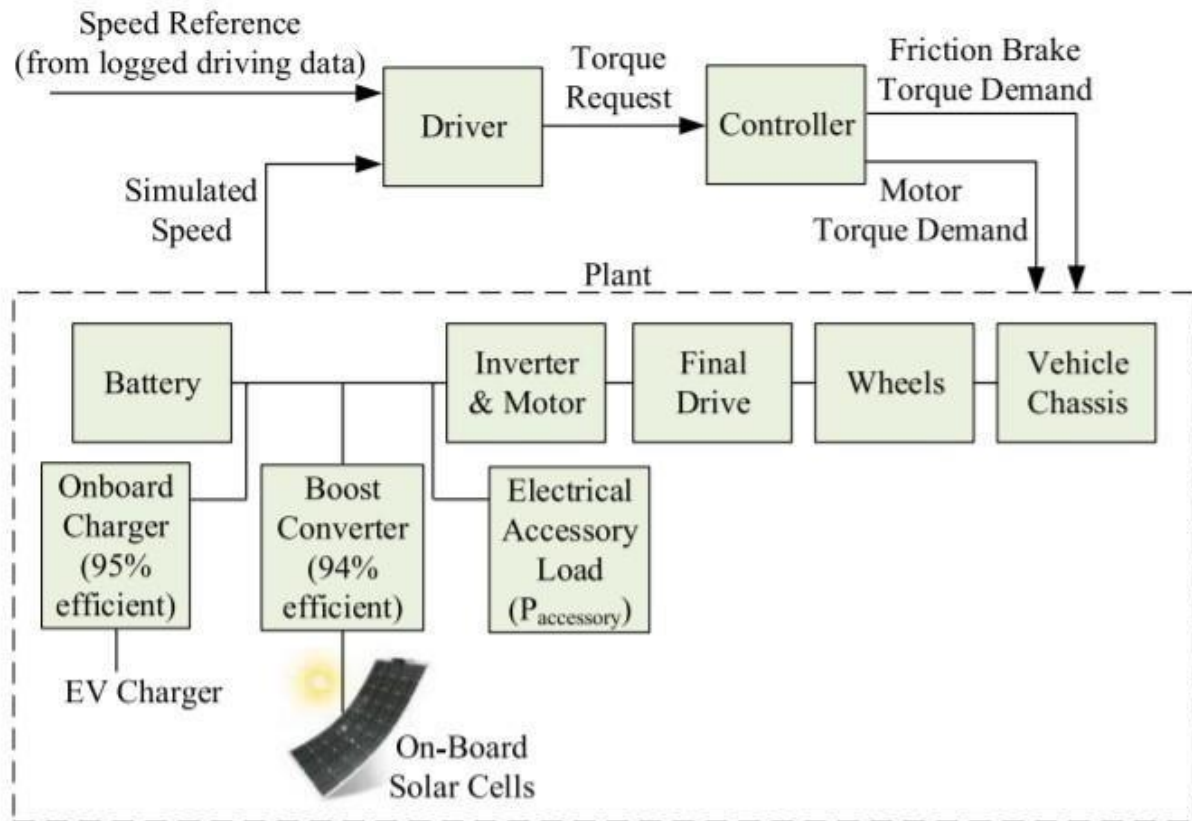 Speed Reference
(from logged driving data)
Torque
Request
Friction Brake
Torque Demand
Driver
Controller
Simulated
Speed
Motor
Torque Demand
Plant
Battery
Inverter
& Motor
Final
Drive
Wheels
Vehicle
Chassis
Onboard
Charger
(95%
efficient)
Boost
Converter
(94%
efficient)
Electrical
Accessory
Load
(Paccessory)
EV Charger
On-Board
Solar Cells